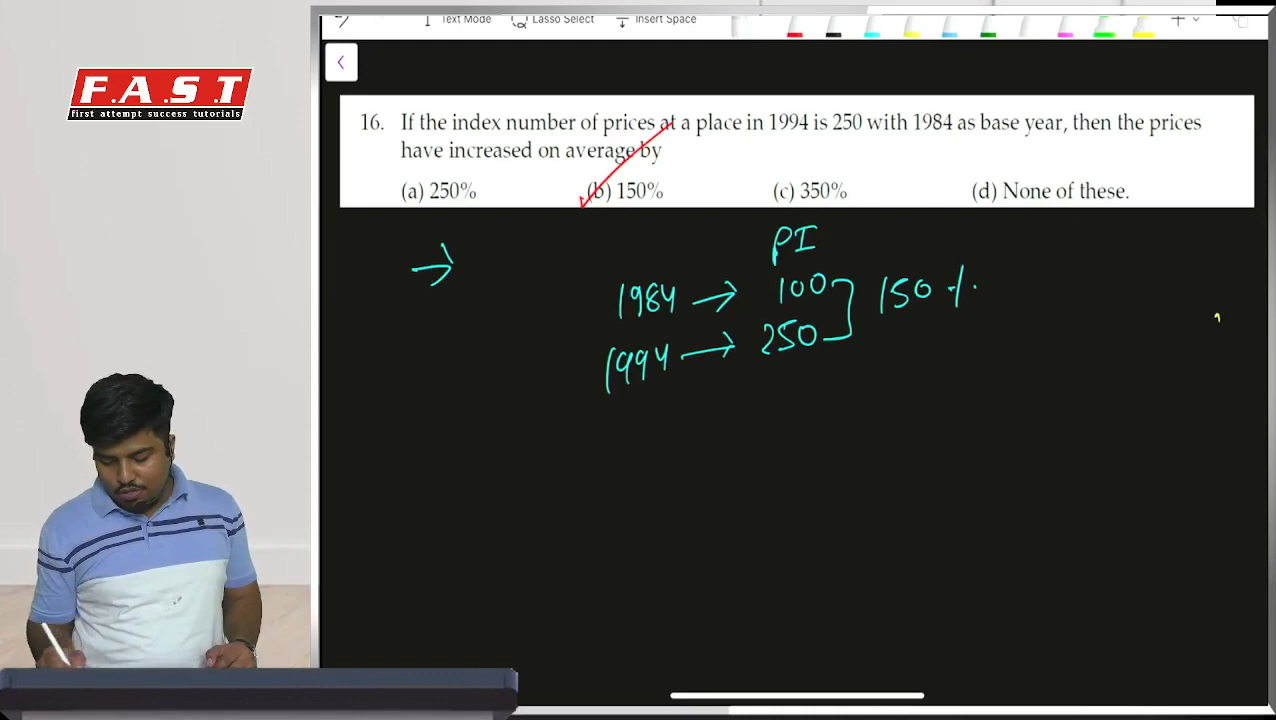 Text Mode Lasso Select Insert Space
F.A.S.T
first attempt success tutorials
16. If the index number of prices at a place in 1994 is 250 with 1984 as base year, then the prices
have increased on average by
(a) 250% (b) 150% (c) 350% (d) None of these.
PI
1984 → 100
150 %
1994 → 250